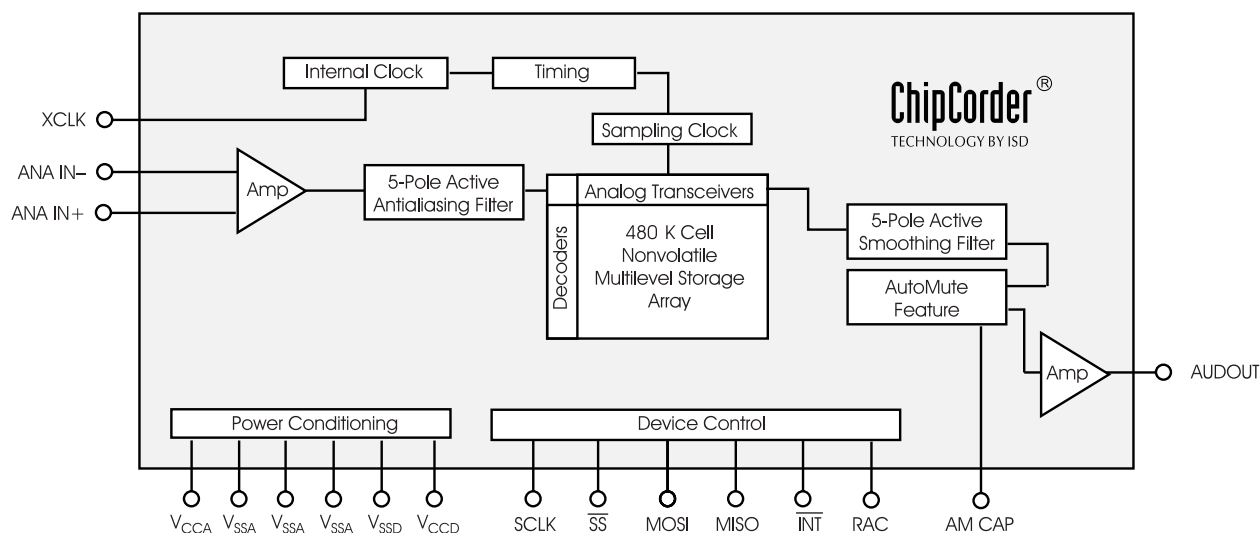 Internal Clock
Timing
ChipCorder®
TECHNOLOGY BY ISD
XCLK
Sampling Clock
ANA IN–
ANA IN+
Amp
5-Pole Active
Antialiasing Filter
Decoders
Analog Transceivers
480 K Cell
Nonvolatile
Multilevel Storage
Array
5-Pole Active
Smoothing Filter
AutoMute
Feature
Amp
AUDOUT
Power Conditioning
Device Control
VCCA
VSSA
VSSA
VSSA
VSSD
VCCD
SCLK
S̅S̅
MOSI
MISO
I̅N̅T̅
RAC
AM CAP